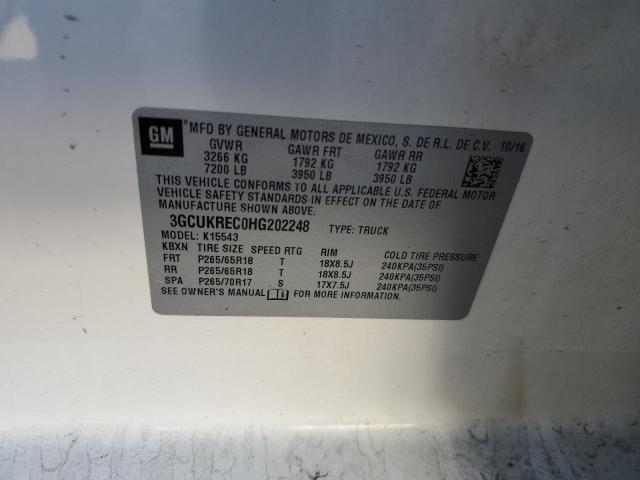 GM
MFD BY GENERAL MOTORS DE MEXICO, S. DE R.L. DE C.V. 10/16
GVWR GAWR FRT GAWR RR
3266 KG 1792 KG 1792 KG
7200 LB 3950 LB 3950 LB
THIS VEHICLE CONFORMS TO ALL APPLICABLE U.S. FEDERAL MOTOR
VEHICLE SAFETY STANDARDS IN EFFECT ON THE DATE OF
MANUFACTURE SHOWN ABOVE.
3GCUKREC0HG202248 TYPE: TRUCK
MODEL: K15543
KBXN TIRE SIZE SPEED RTG RIM COLD TIRE PRESSURE
FRT P265/65R18 T 18X8.5J 240KPA(35PSI)
RR P265/65R18 T 18X8.5J 240KPA(35PSI)
SPA P265/70R17 S 17X7.5J 240KPA(35PSI)
SEE OWNER'S MANUAL FOR MORE INFORMATION.